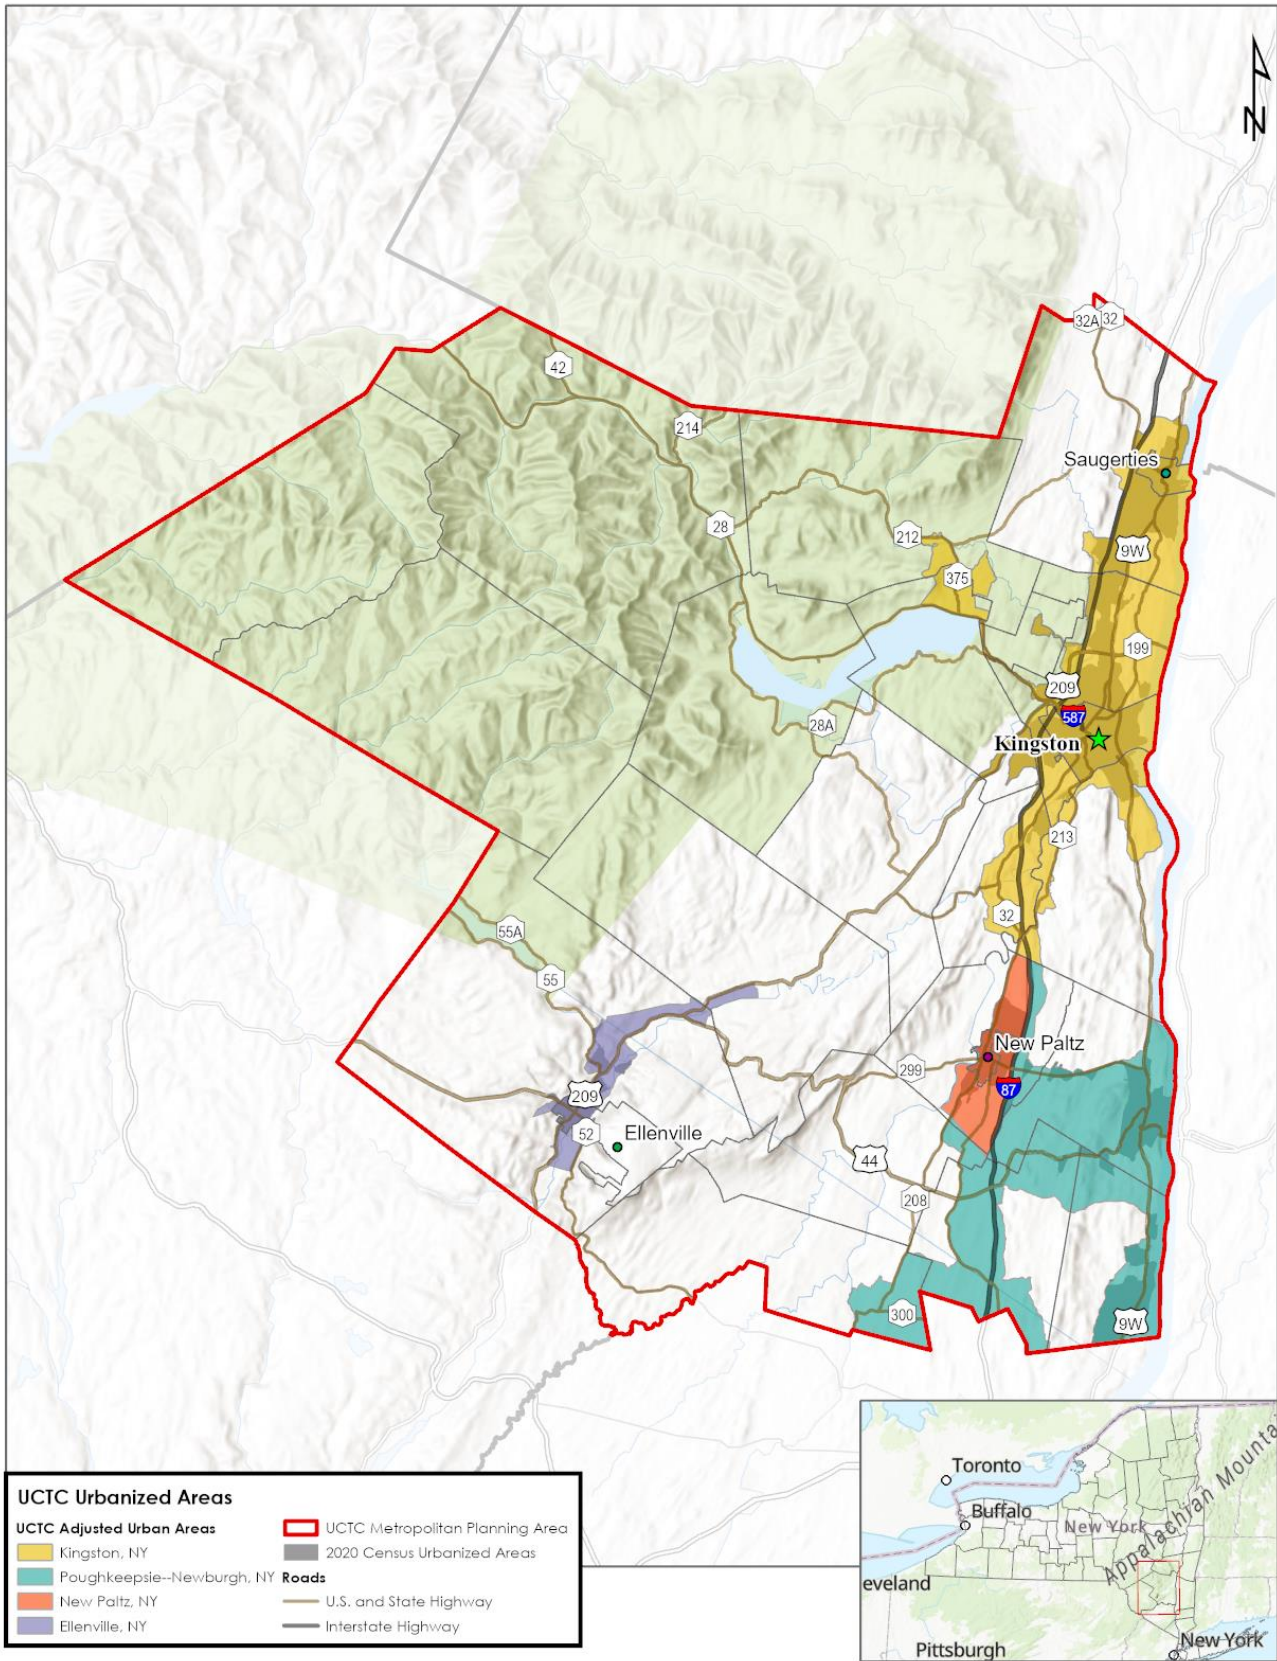 N
32A
32
42
214
Saugerties
28
212
9W
375
199
209
587
28A
Kingston
213
32
55A
55
New Paltz
299
87
209
52
Ellenville
44
208
300
9W
UCTC Urbanized Areas
UCTC Adjusted Urban Areas
Kingston, NY
Poughkeepsie--Newburgh, NY
New Paltz, NY
Ellenville, NY
UCTC Metropolitan Planning Area
2020 Census Urbanized Areas
Roads
U.S. and State Highway
Interstate Highway
Toronto
Buffalo
New York
Appalachian Mounta
eveland
Pittsburgh
New York